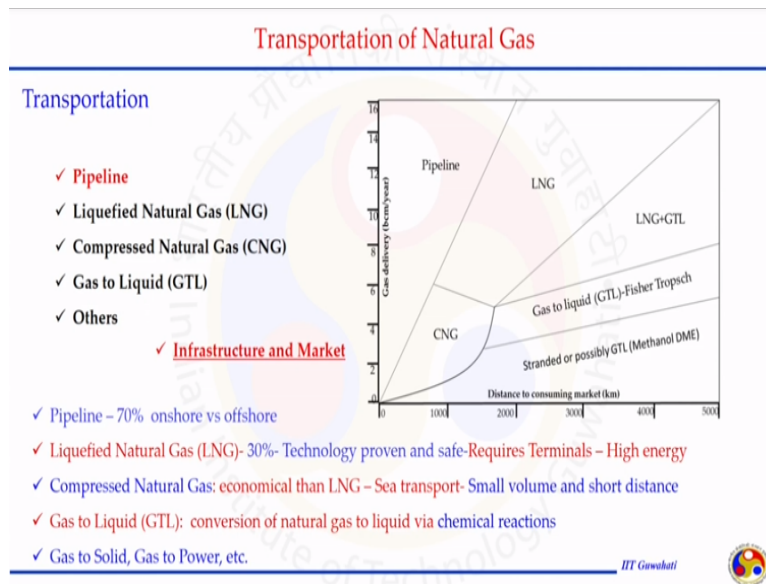 Transportation of Natural Gas
Transportation
✓ Pipeline
✓ Liquefied Natural Gas (LNG)
✓ Compressed Natural Gas (CNG)
✓ Gas to Liquid (GTL)
✓ Others
✓ Infrastructure and Market
Gas delivery (bcm/year)
16
14
12
10
8
6
4
2
0
Pipeline
LNG
LNG+GTL
CNG
Gas to liquid (GTL)-Fisher Tropsch
Stranded or possibly GTL (Methanol DME)
Distance to consuming market (km)
0 1000 2000 3000 4000 5000
✓ Pipeline – 70% onshore vs offshore
✓ Liquefied Natural Gas (LNG)- 30%- Technology proven and safe-Requires Terminals – High energy
✓ Compressed Natural Gas: economical than LNG – Sea transport- Small volume and short distance
✓ Gas to Liquid (GTL): conversion of natural gas to liquid via chemical reactions
✓ Gas to Solid, Gas to Power, etc.
IIT Guwahati
Indian Institute of Technology Guwahati